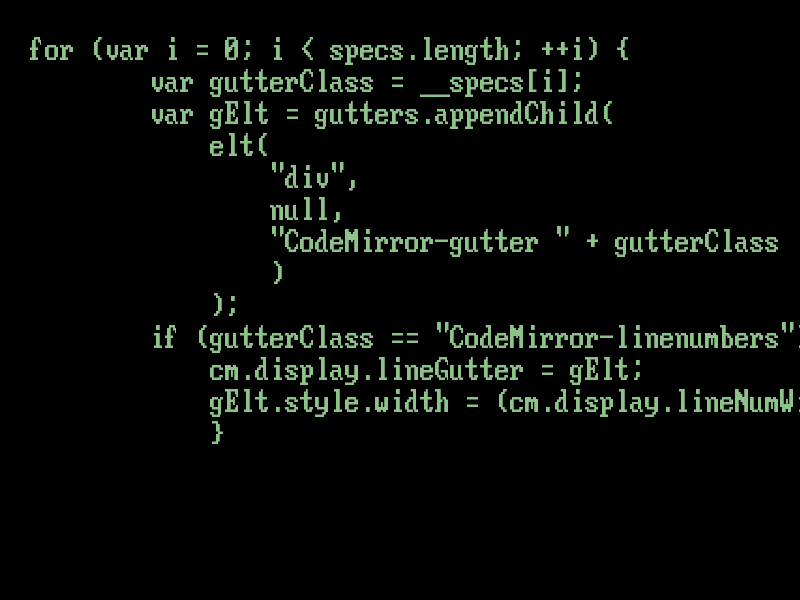 for (var i = 0; i < specs.length; ++i) {
var gutterClass = __specs[i];
var gElt = gutters.appendChild(
elt(
"div",
null,
"CodeMirror-gutter " + gutterClass
)
);
if (gutterClass == "CodeMirror-linenumbers")
cm.display.lineGutter = gElt;
gElt.style.width = (cm.display.lineNumW
}